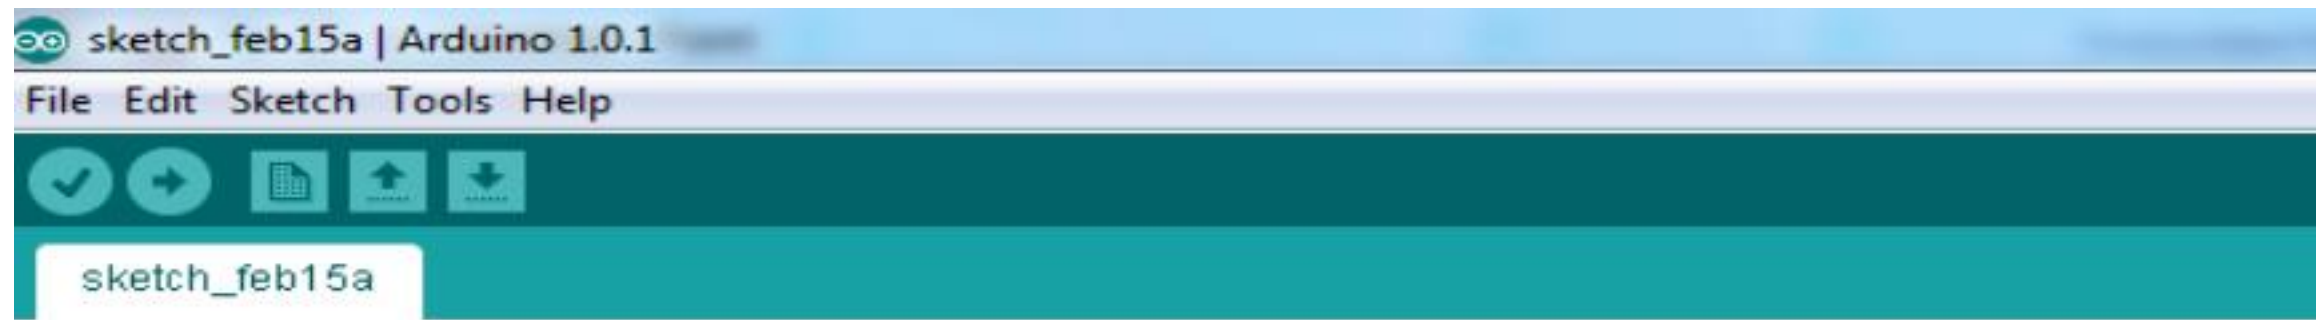 sketch_feb15a | Arduino 1.0.1
File Edit Sketch Tools Help
sketch_feb15a